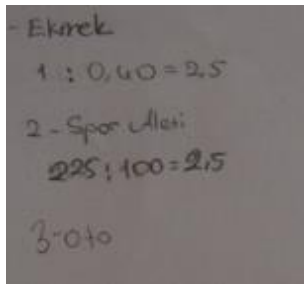 - Ekmek
1 : 0,40 = 2,5
2 - Spor Aleti
225 : 100 = 2,5
3 - oto